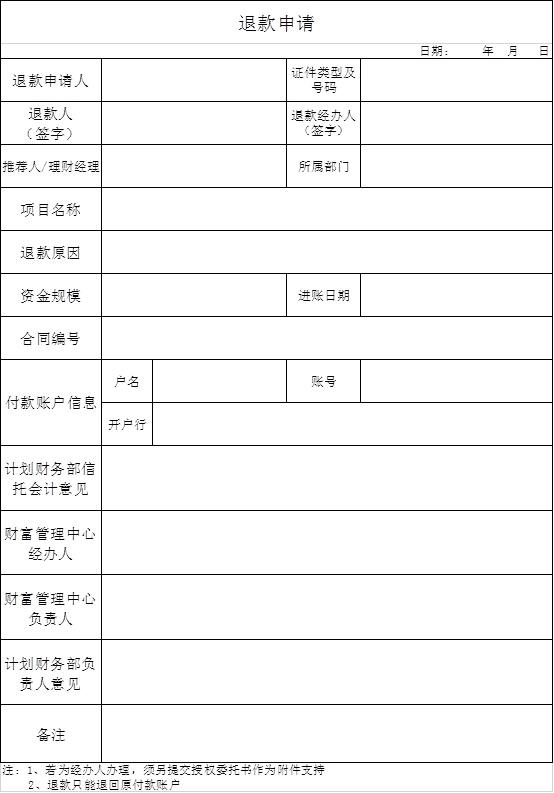 退款申请
日期： 年 月 日
退款申请人
证件类型及
号码
退款人
（签字）
退款经办人
（签字）
推荐人/理财经理
所属部门
项目名称
退款原因
资金规模
进账日期
合同编号
付款账户信息
户名
账号
开户行
计划财务部信
托会计意见
财富管理中心
经办人
财富管理中心
负责人
计划财务部负
责人意见
备注
注：1、若为经办人办理，须另提交授权委托书作为附件支持
2、退款只能退回原付款账户